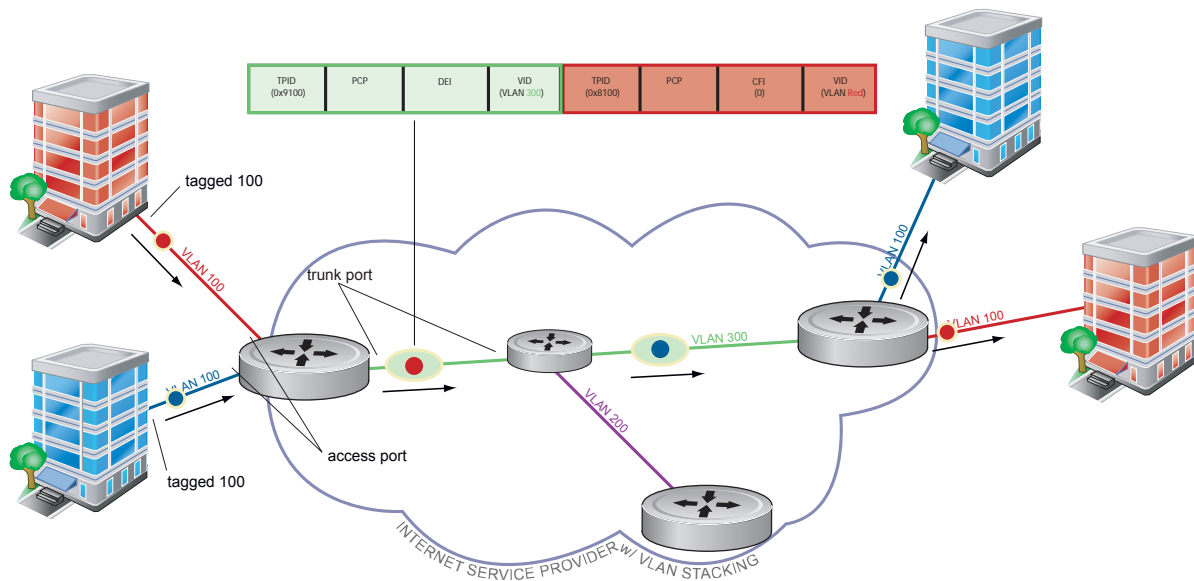 TPID
(0x9100)
PCP
DEI
VID
(VLAN 300)
TPID
(0x8100)
PCP
CFI
(0)
VID
(VLAN Red)
tagged 100
VLAN 100
trunk port
VLAN 100
VLAN 100
VLAN 300
VLAN 100
VLAN 200
access port
tagged 100
INTERNET SERVICE PROVIDER w/ VLAN STACKING